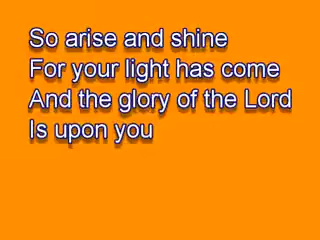 So arise and shine
For your light has come
And the glory of the Lord
Is upon you